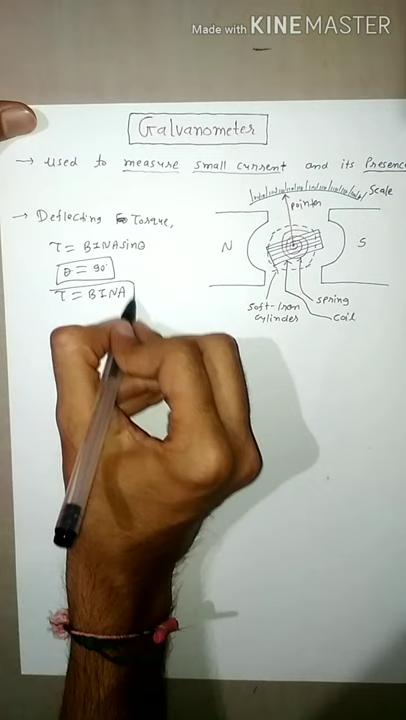 Made with KINEMASTER
Galvanometer
→ Used to measure small current and its Presence
→ Deflecting Torque,
τ = BINAsinθ
θ = 90°
τ = BINA
Scale
pointer
N
S
spring
coil
Soft-Iron
cylinder